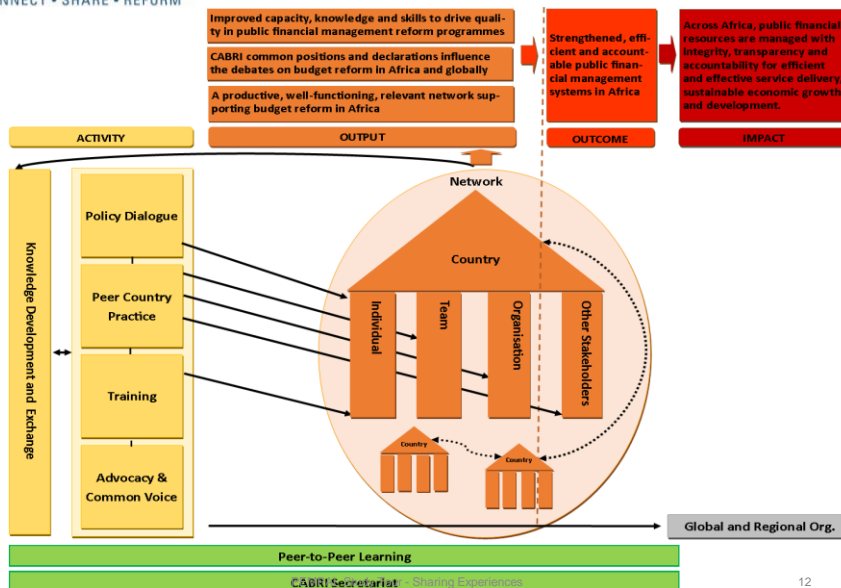 CONNECT • SHARE • REFORM
Improved capacity, knowledge and skills to drive quali-
ty in public financial management reform programmes
CABRI common positions and declarations influence
the debates on budget reform in Africa and globally
A productive, well-functioning, relevant network sup-
porting budget reform in Africa
Strengthened, effi-
cient and account-
able public finan-
cial management
systems in Africa
Across Africa, public financial
resources are managed with
integrity, transparency and
accountability for efficient
and effective service delivery,
sustainable economic growth
and development.
ACTIVITY
OUTPUT
OUTCOME
IMPACT
Knowledge Development and Exchange
Policy Dialogue
Peer Country
Practice
Training
Advocacy &
Common Voice
Network
Country
Individual
Team
Organisation
Other Stakeholders
Country
Country
Global and Regional Org.
Peer-to-Peer Learning
CABRI Secretariat
- Sharing Experiences
12